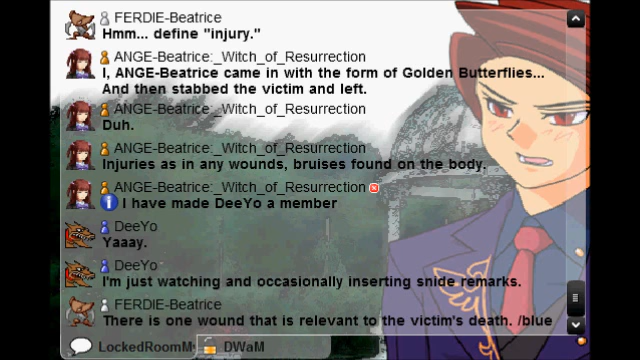 FERDIE-Beatrice
Hmm... define "injury."
ANGE-Beatrice:_Witch_of_Resurrection
I, ANGE-Beatrice came in with the form of Golden Butterflies...
And then stabbed the victim and left.
ANGE-Beatrice:_Witch_of_Resurrection
Duh.
ANGE-Beatrice:_Witch_of_Resurrection
Injuries as in any wounds, bruises found on the body.
ANGE-Beatrice:_Witch_of_Resurrection
I have made DeeYo a member
DeeYo
Yaaay.
DeeYo
I'm just watching and occasionally inserting snide remarks.
FERDIE-Beatrice
There is one wound that is relevant to the victim's death. /blue
LockedRoomM
DWaM